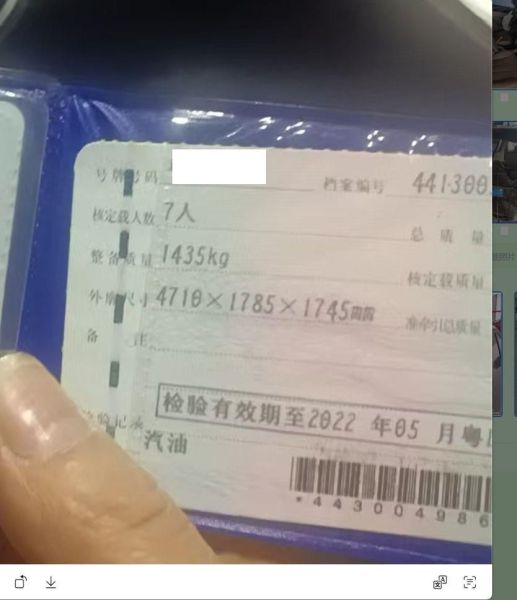 号牌号码 档案编号 441300
核定载人数 7人 总质量
整备质量 1435kg 核定载质量
外廓尺寸 4710×1785×1745mm 准牵引总质量
备注
检验有效期至2022年05月粤
检验记录
汽油
*443004986